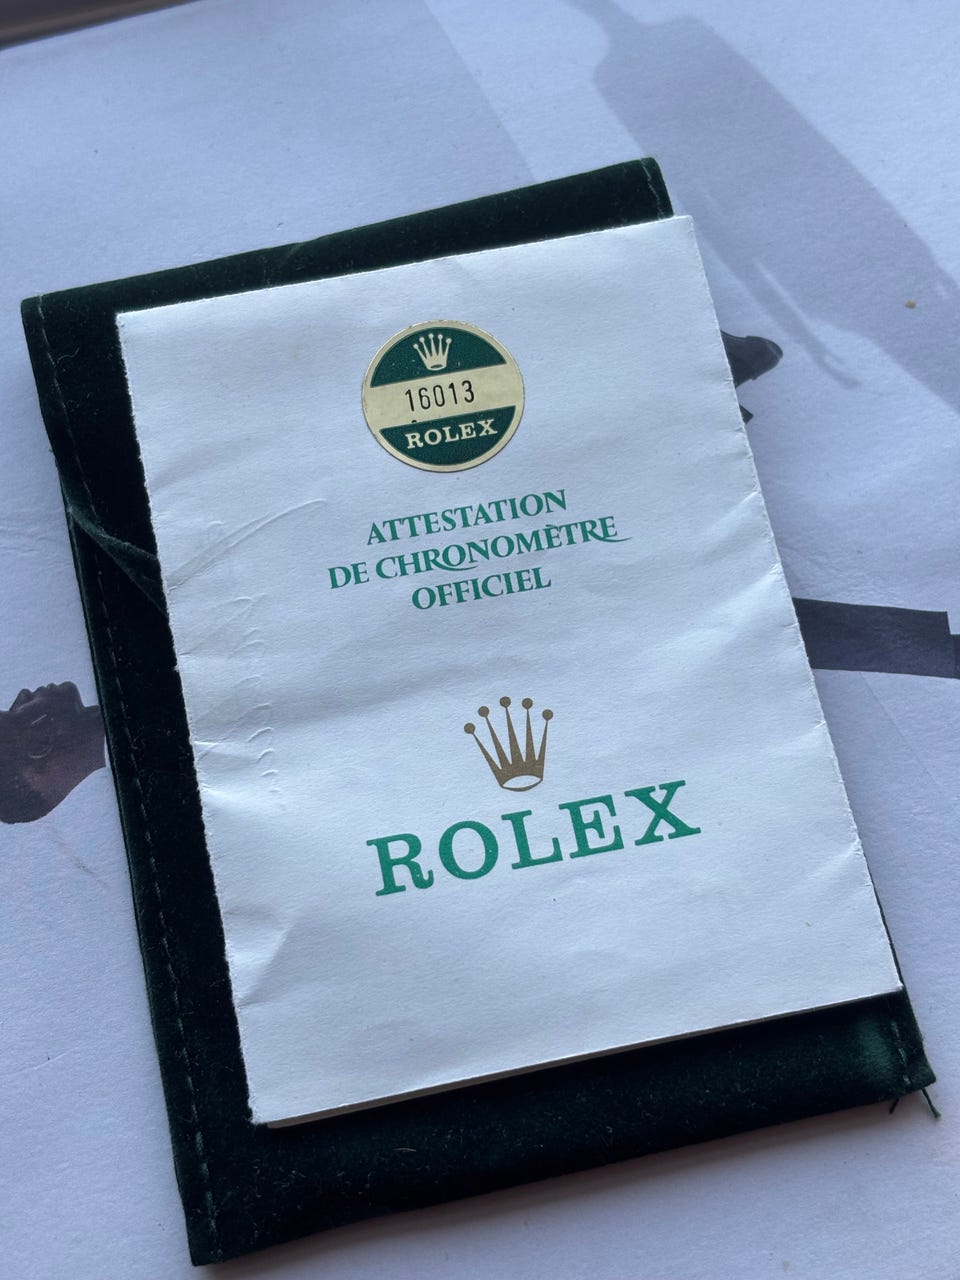 16013
ROLEX
ATTESTATION
DE CHRONOMÈTRE
OFFICIEL
ROLEX